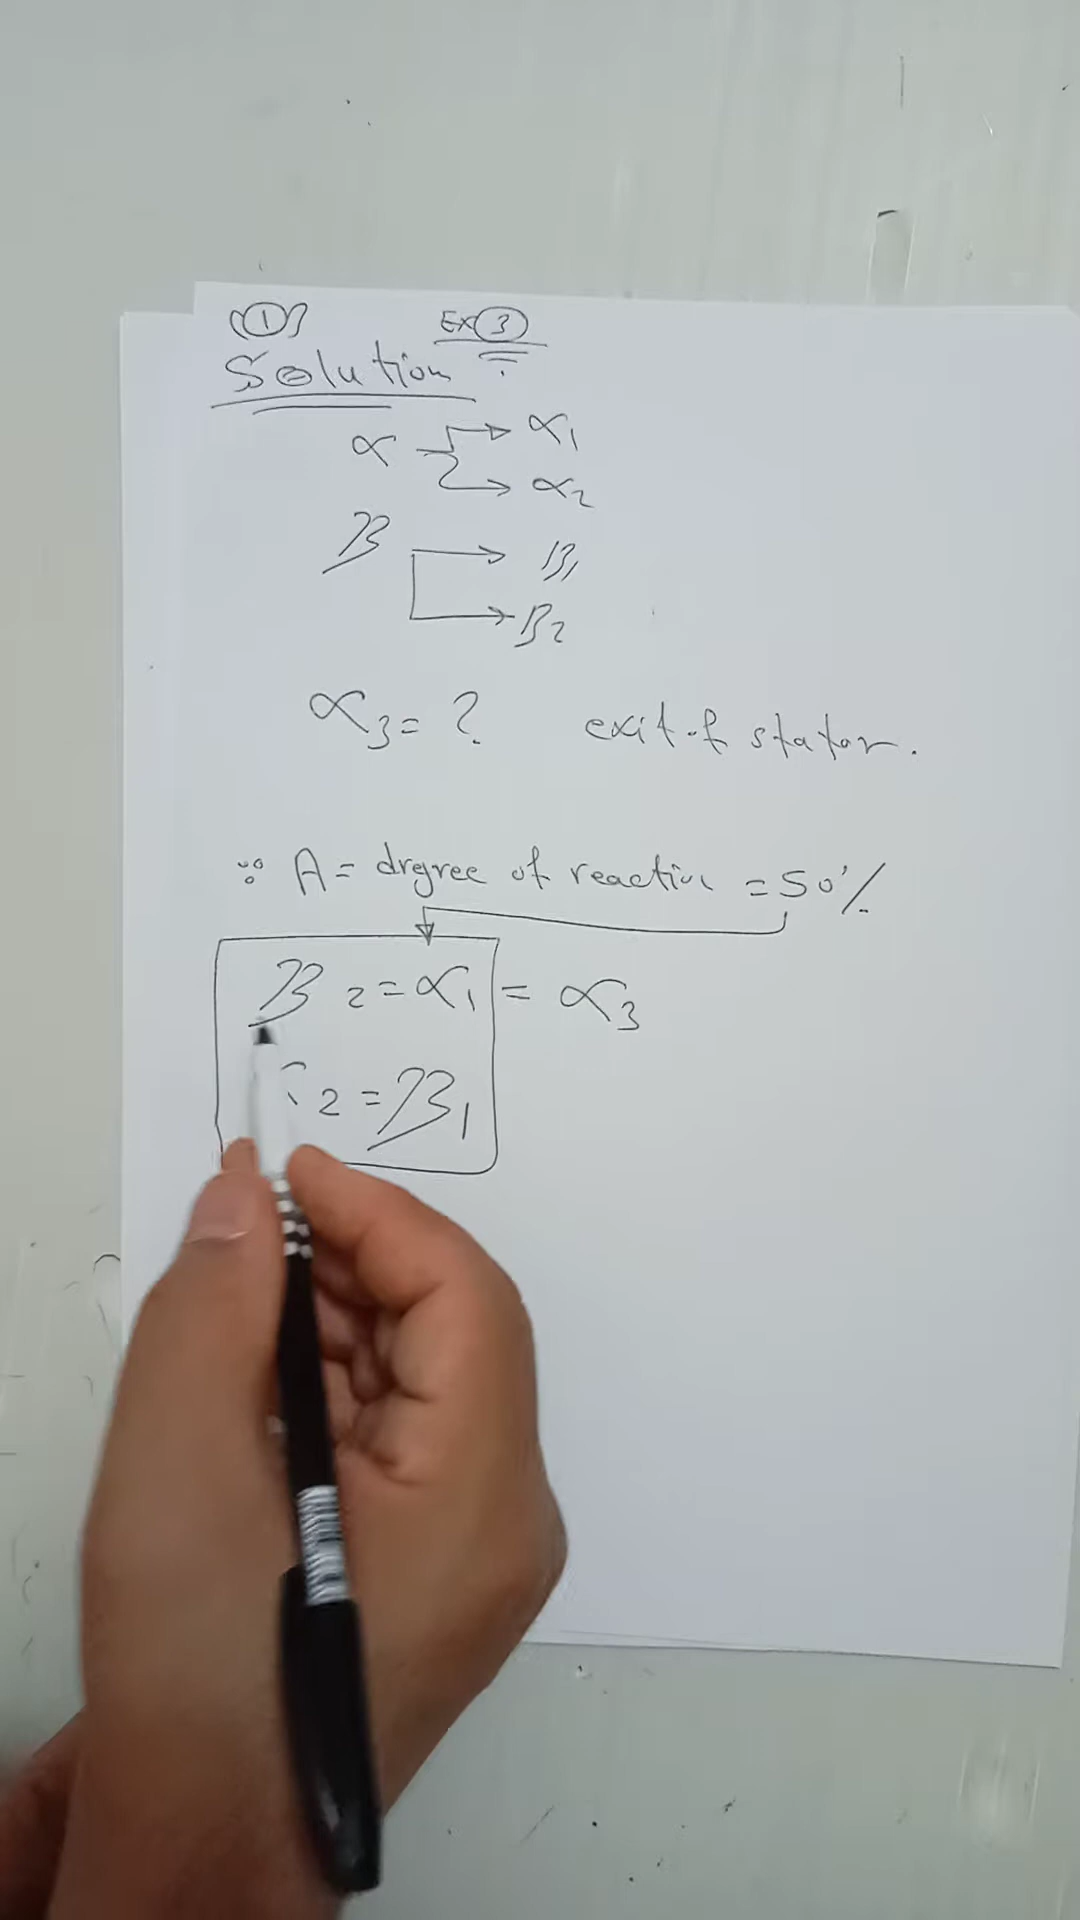 (1) Ex 3
Solution
α → α1
→ α2
β → β1
→ β2
α3 = ? exit of stator.
∵ Λ = drgree of reaction = 50%
β2 = α1 = α3
2 = β1